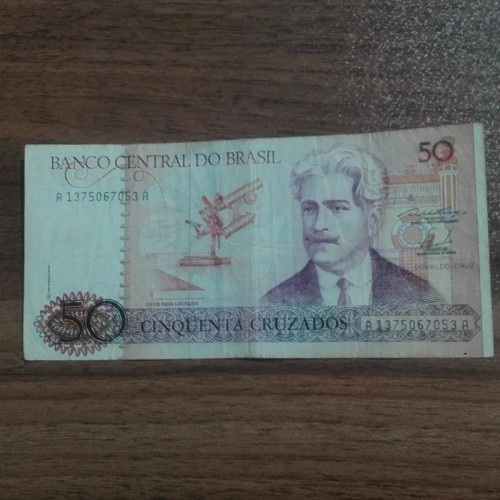 BANCO CENTRAL DO BRASIL
50
A 1375067053 A
50
CINQUENTA CRUZADOS
A 1375067053 A